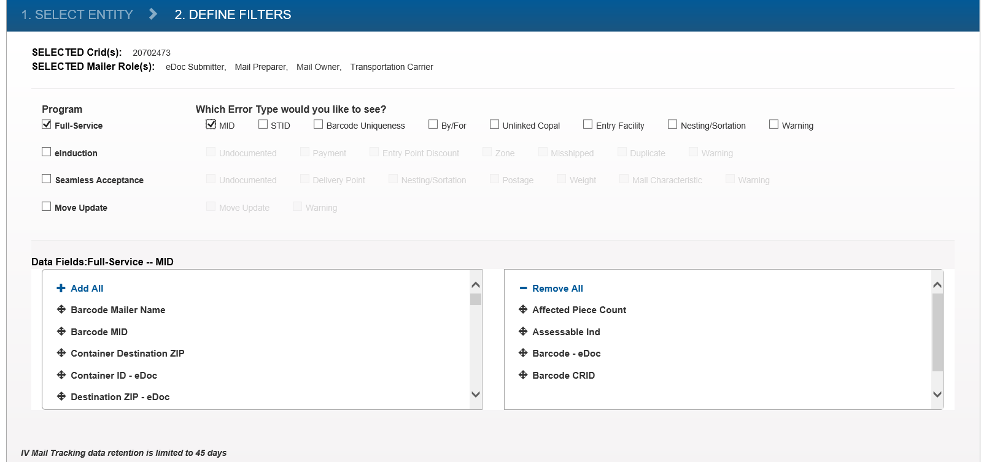 1. SELECT ENTITY 2. DEFINE FILTERS
SELECTED Crid(s): 20702473
SELECTED Mailer Role(s): eDoc Submitter, Mail Preparer, Mail Owner, Transportation Carrier
Program Which Error Type would you like to see?
Full-Service MID STID Barcode Uniqueness By/For Unlinked Copal Entry Facility Nesting/Sortation Warning
eInduction Undocumented Payment Entry Point Discount Zone Misshipped Duplicate Warning
Seamless Acceptance Undocumented Delivery Point Nesting/Sortation Postage Weight Mail Characteristic Warning
Move Update Move Update Warning
Data Fields:Full-Service -- MID
Add All
Barcode Mailer Name
Barcode MID
Container Destination ZIP
Container ID - eDoc
Destination ZIP - eDoc
Remove All
Affected Piece Count
Assessable Ind
Barcode - eDoc
Barcode CRID
IV Mail Tracking data retention is limited to 45 days